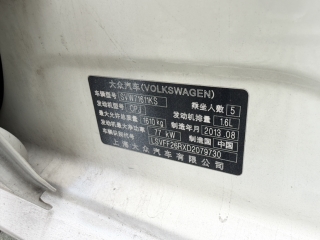 大众汽车(VOLKSWAGEN)
车辆型号 SVW71611KS 乘坐人数 5
发动机型号 CPJ 发动机排量 1.6L
最大允许总质量 1610kg 制造年月 2013.08
发动机最大净功率 77 kW 制造国 中国
车辆识别代号 LSVFF26RXD2079730
上海大众汽车有限公司